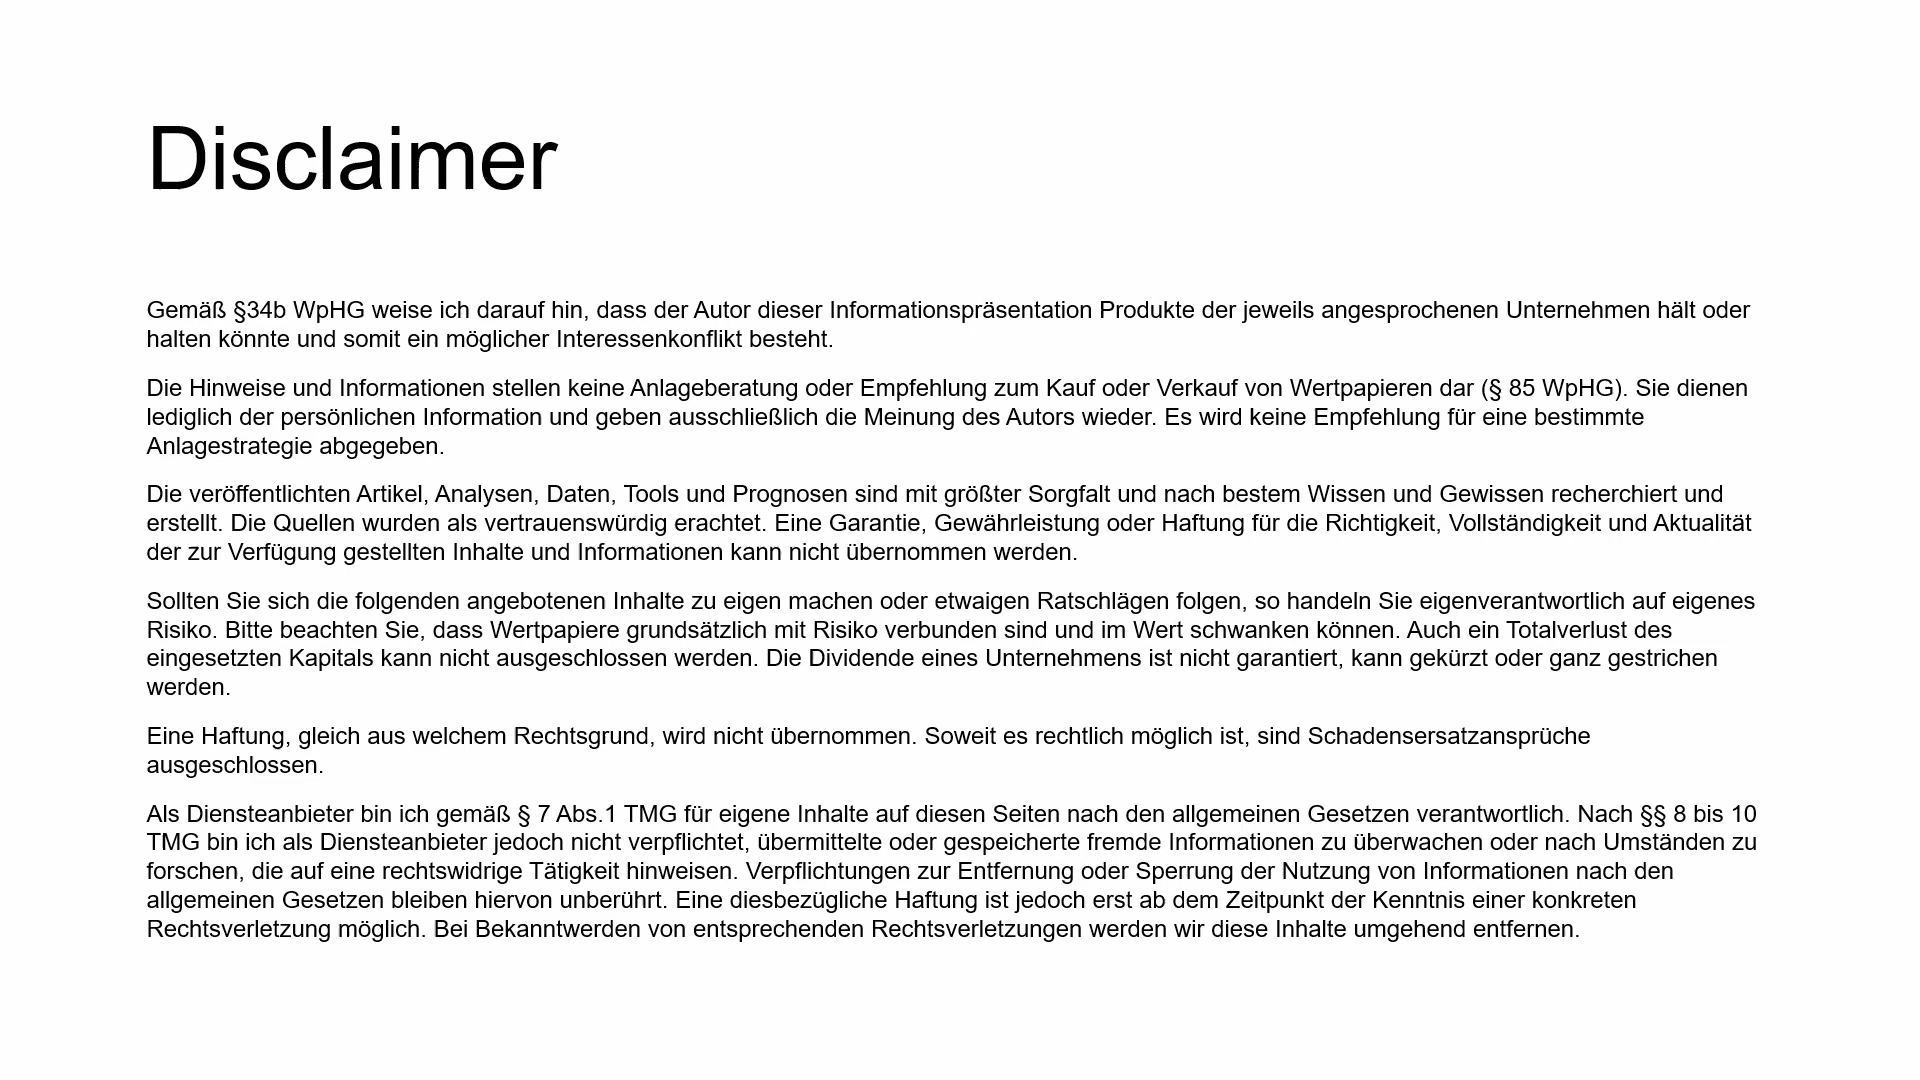 Disclaimer
Gemäß §34b WpHG weise ich darauf hin, dass der Autor dieser Informationspräsentation Produkte der jeweils angesprochenen Unternehmen hält oder
halten könnte und somit ein möglicher Interessenkonflikt besteht.
Die Hinweise und Informationen stellen keine Anlageberatung oder Empfehlung zum Kauf oder Verkauf von Wertpapieren dar (§ 85 WpHG). Sie dienen
lediglich der persönlichen Information und geben ausschließlich die Meinung des Autors wieder. Es wird keine Empfehlung für eine bestimmte
Anlagestrategie abgegeben.
Die veröffentlichten Artikel, Analysen, Daten, Tools und Prognosen sind mit größter Sorgfalt und nach bestem Wissen und Gewissen recherchiert und
erstellt. Die Quellen wurden als vertrauenswürdig erachtet. Eine Garantie, Gewährleistung oder Haftung für die Richtigkeit, Vollständigkeit und Aktualität
der zur Verfügung gestellten Inhalte und Informationen kann nicht übernommen werden.
Sollten Sie sich die folgenden angebotenen Inhalte zu eigen machen oder etwaigen Ratschlägen folgen, so handeln Sie eigenverantwortlich auf eigenes
Risiko. Bitte beachten Sie, dass Wertpapiere grundsätzlich mit Risiko verbunden sind und im Wert schwanken können. Auch ein Totalverlust des
eingesetzten Kapitals kann nicht ausgeschlossen werden. Die Dividende eines Unternehmens ist nicht garantiert, kann gekürzt oder ganz gestrichen
werden.
Eine Haftung, gleich aus welchem Rechtsgrund, wird nicht übernommen. Soweit es rechtlich möglich ist, sind Schadensersatzansprüche
ausgeschlossen.
Als Diensteanbieter bin ich gemäß § 7 Abs.1 TMG für eigene Inhalte auf diesen Seiten nach den allgemeinen Gesetzen verantwortlich. Nach §§ 8 bis 10
TMG bin ich als Diensteanbieter jedoch nicht verpflichtet, übermittelte oder gespeicherte fremde Informationen zu überwachen oder nach Umständen zu
forschen, die auf eine rechtswidrige Tätigkeit hinweisen. Verpflichtungen zur Entfernung oder Sperrung der Nutzung von Informationen nach den
allgemeinen Gesetzen bleiben hiervon unberührt. Eine diesbezügliche Haftung ist jedoch erst ab dem Zeitpunkt der Kenntnis einer konkreten
Rechtsverletzung möglich. Bei Bekanntwerden von entsprechenden Rechtsverletzungen werden wir diese Inhalte umgehend entfernen.